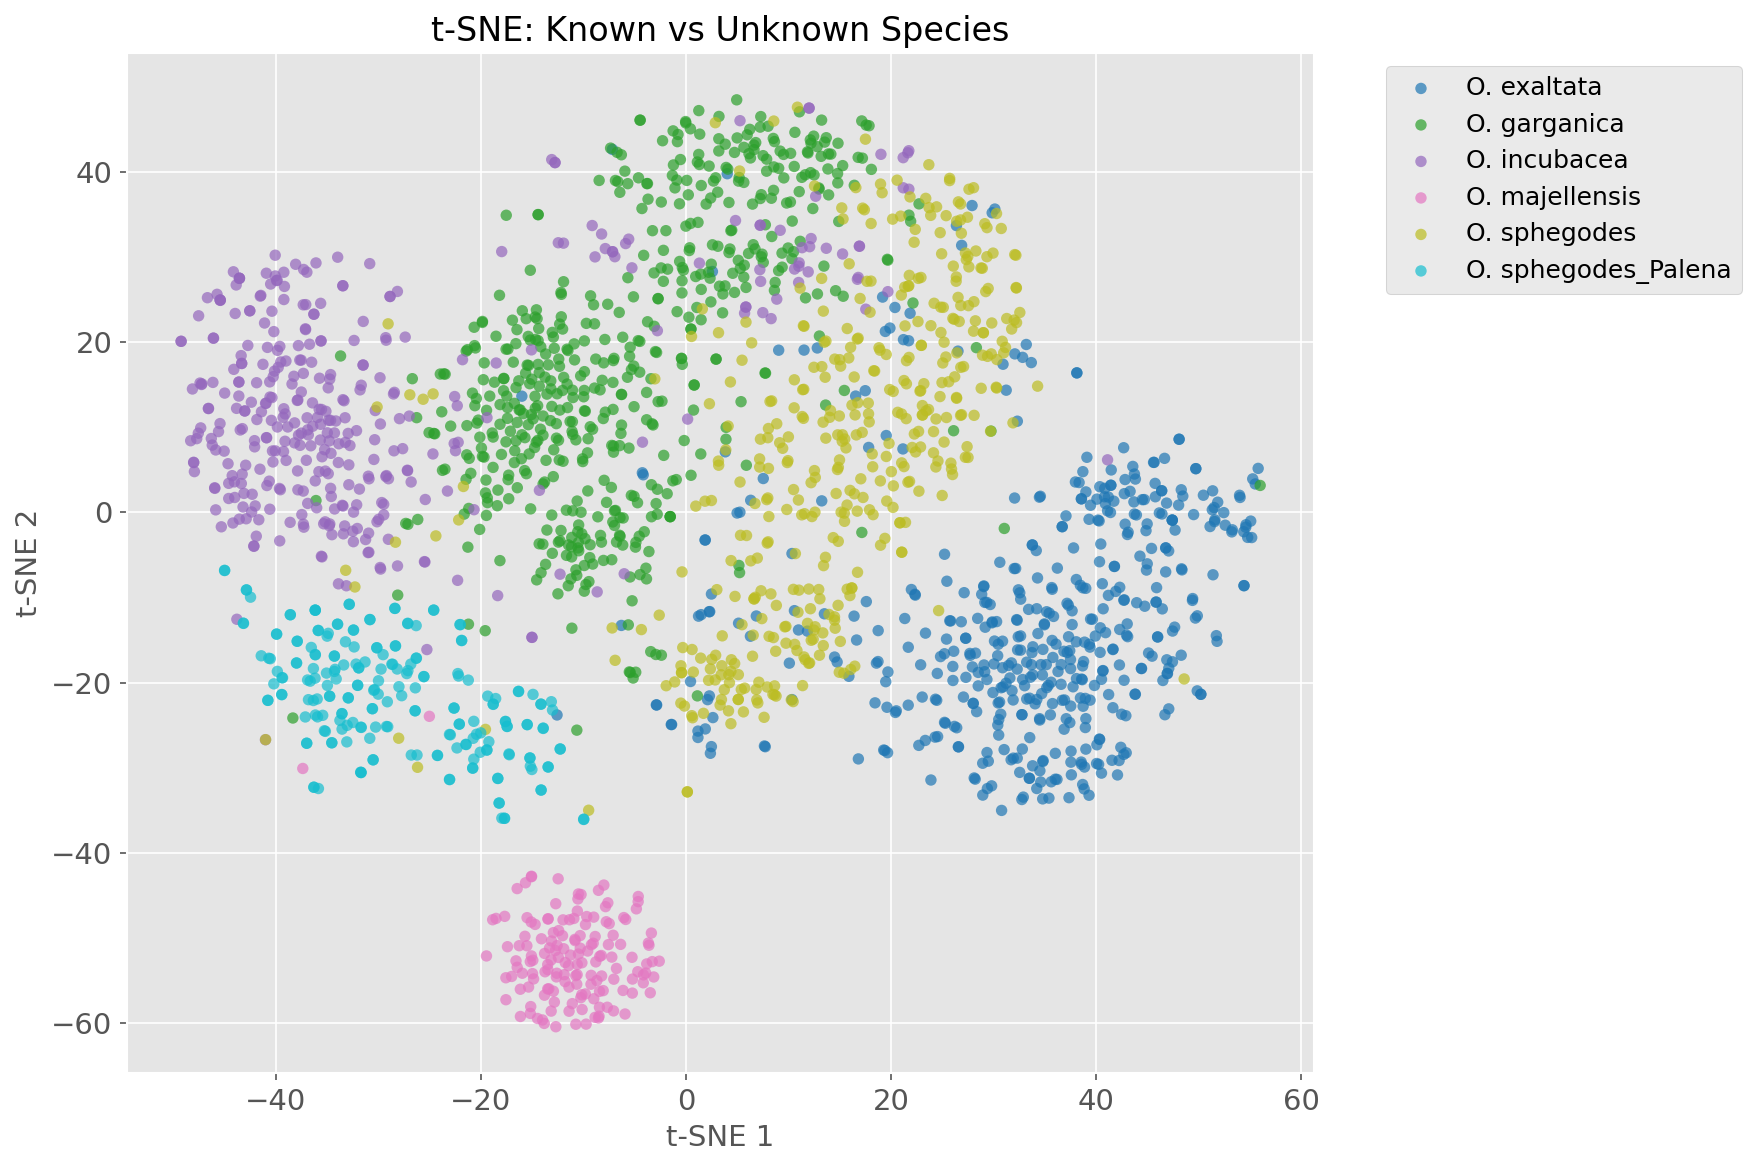 t-SNE: Known vs Unknown Species
O. exaltata
O. garganica
O. incubacea
O. majellensis
O. sphegodes
O. sphegodes_Palena
40
20
0
−20
−40
−60
t-SNE 2
−40
−20
0
20
40
60
t-SNE 1